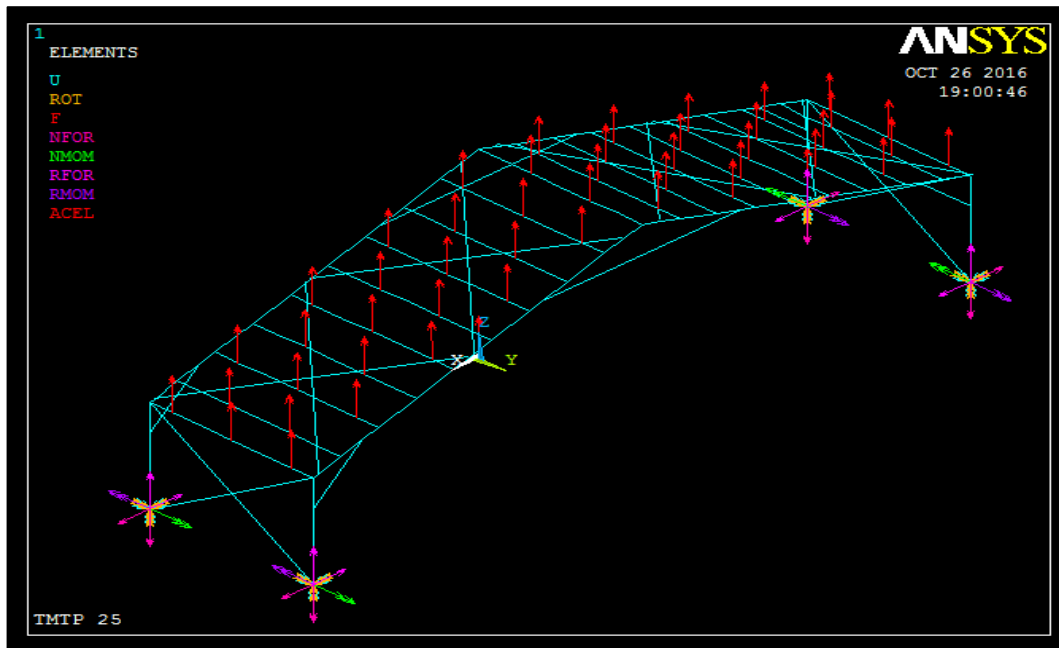 1
ELEMENTS
U
ROT
F
NFOR
NMOM
RFOR
RMOM
ACEL
ANSYS
OCT 26 2016
19:00:46
Z
X
Y
TMTP 25